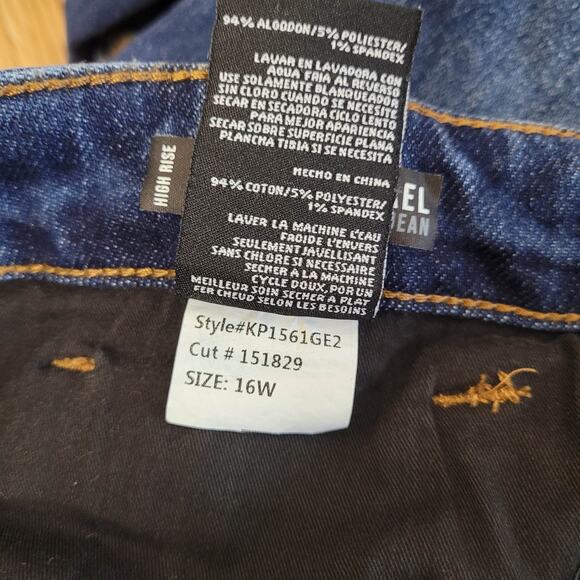 94% ALGODON/5% POLIESTER/
1% SPANDEX
LAVAR EN LAVADORA CON
AGUA FRIA AL REVERSO
USE SOLAMENTE BLANQUEADOR
SIN CLORO CUANDO SE NECESITE
SECAR EN SECADORA CICLO LENTO
PARA MEJOR APARIENCIA
SECAR SOBRE SUPERFICIE PLANA
PLANCHA TIBIA SI SE NECESITA
HECHO EN CHINA
94% COTON/5% POLYESTER/
1% SPANDEX
LAVER LA MACHINE L'EAU
FROIDE L'ENVERS
SEULEMENT JAVELLISANT
SANS CHLORE SI NECESSAIRE
SECHER A LA MACHINE
CYCLE DOUX, POR UN
MEILLEUR SOIN SECHER A PLAT
FER CHEUD SELON LES BESOINS
HIGH RISE
EL
JEAN
Style#KP1561GE2
Cut # 151829
SIZE: 16W